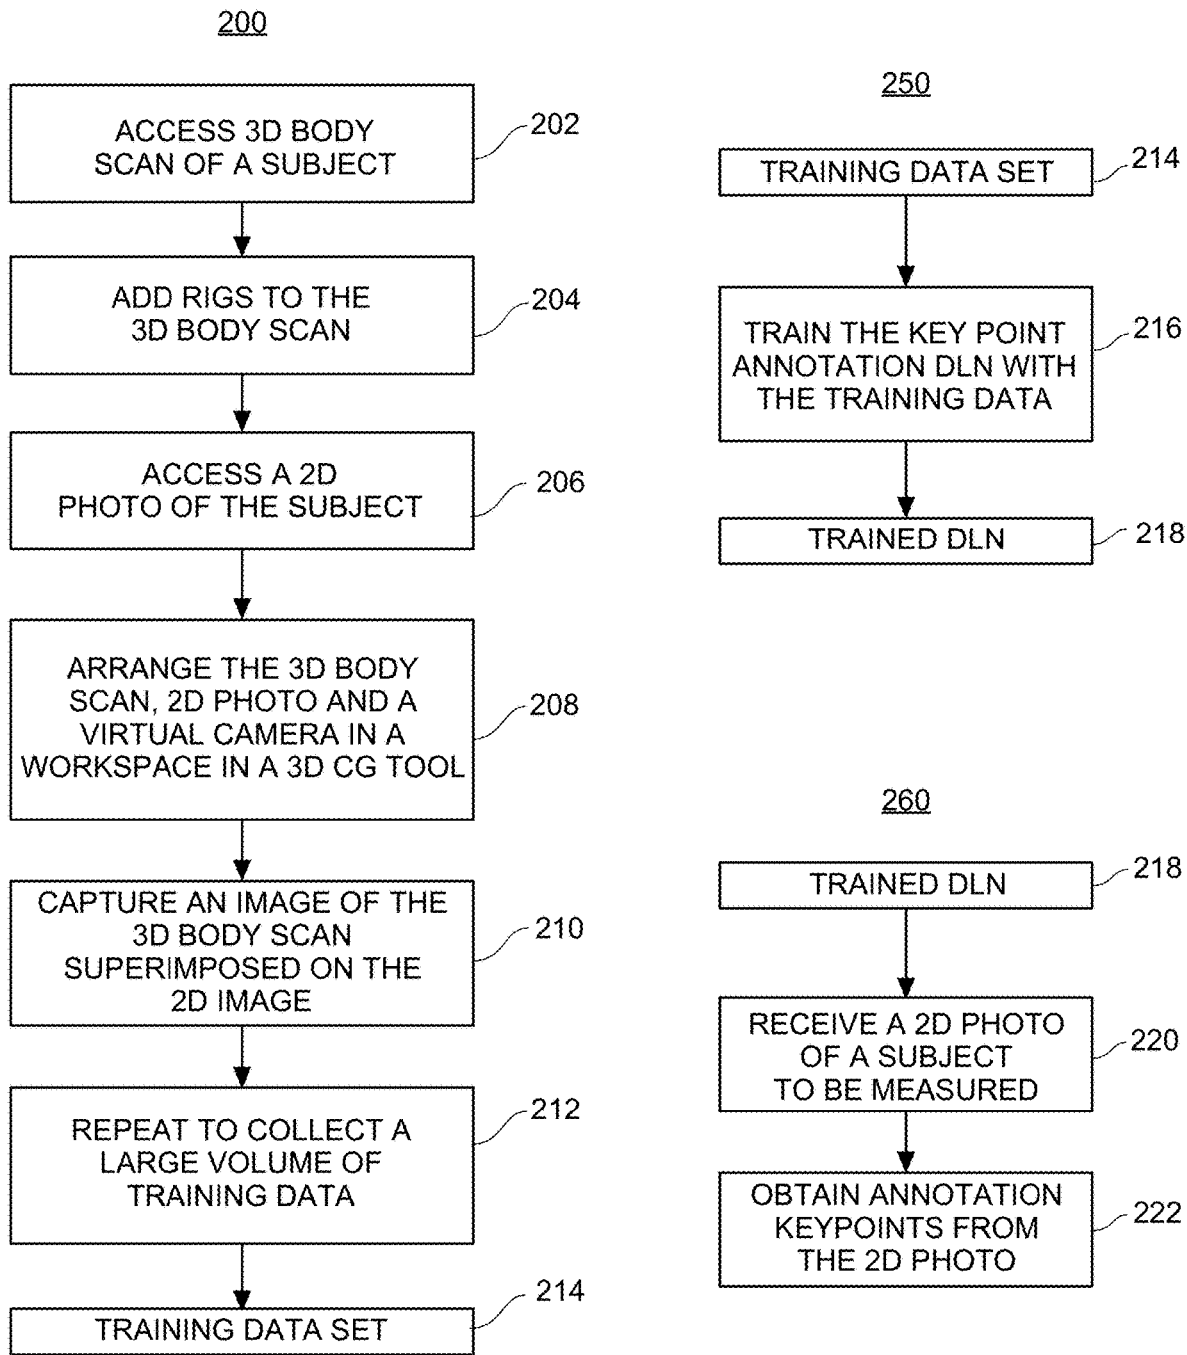 200
ACCESS 3D BODY
SCAN OF A SUBJECT
202
ADD RIGS TO THE
3D BODY SCAN
204
ACCESS A 2D
PHOTO OF THE SUBJECT
206
ARRANGE THE 3D BODY
SCAN, 2D PHOTO AND A
VIRTUAL CAMERA IN A
WORKSPACE IN A 3D CG TOOL
208
CAPTURE AN IMAGE OF THE
3D BODY SCAN
SUPERIMPOSED ON THE
2D IMAGE
210
REPEAT TO COLLECT A
LARGE VOLUME OF
TRAINING DATA
212
TRAINING DATA SET
214
250
TRAINING DATA SET
214
TRAIN THE KEY POINT
ANNOTATION DLN WITH
THE TRAINING DATA
216
TRAINED DLN
218
260
TRAINED DLN
218
RECEIVE A 2D PHOTO
OF A SUBJECT
TO BE MEASURED
220
OBTAIN ANNOTATION
KEYPOINTS FROM
THE 2D PHOTO
222